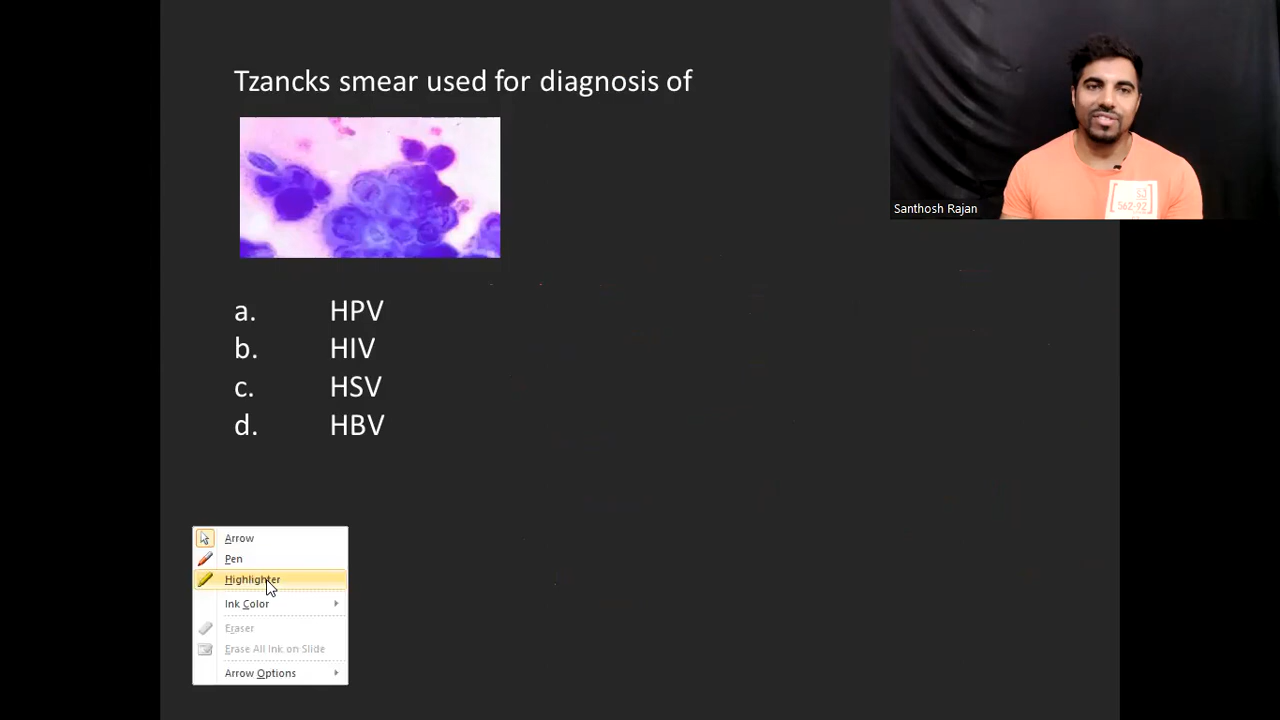 Tzancks smear used for diagnosis of
Santhosh Rajan
a. HPV
b. HIV
c. HSV
d. HBV
Arrow
Pen
Highlighter
Ink Color
Eraser
Erase All Ink on Slide
Arrow Options